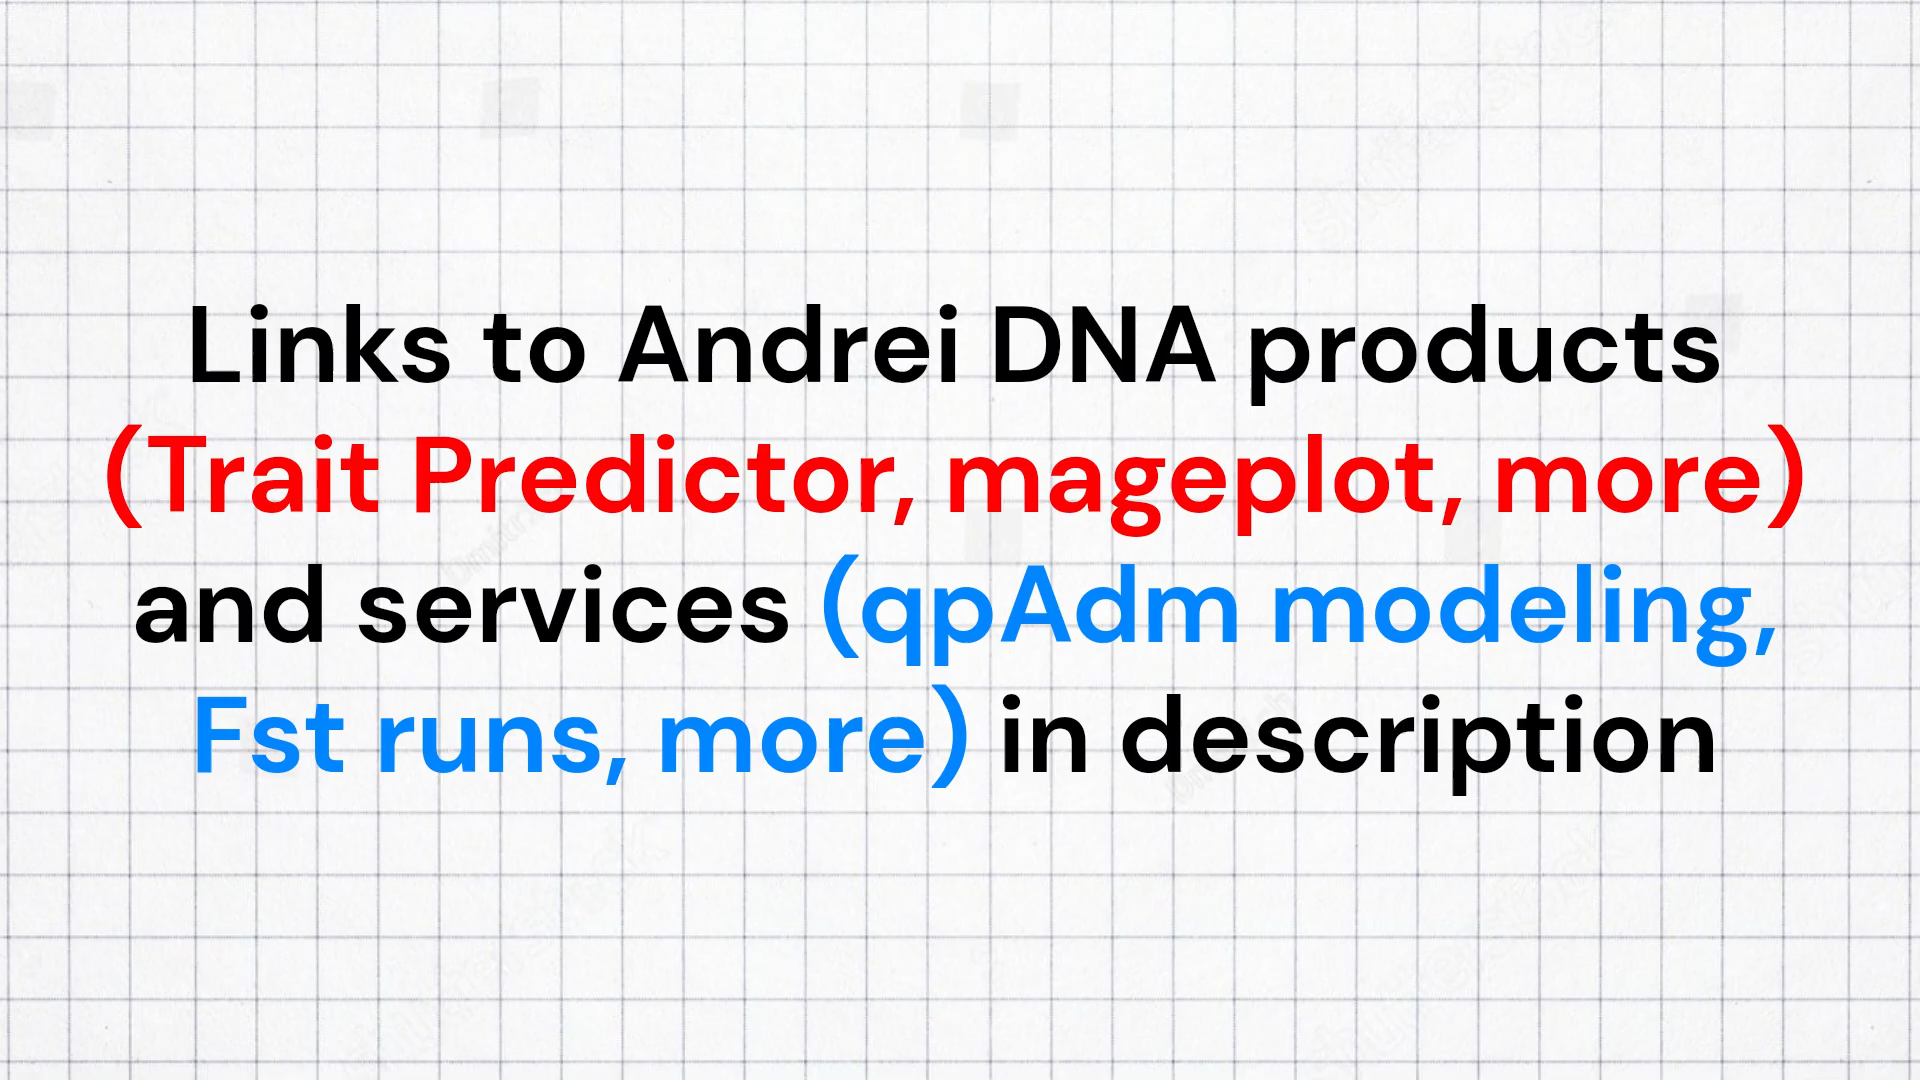 Links to Andrei DNA products
(Trait Predictor, mageplot, more)
and services (qpAdm modeling,
Fst runs, more) in description